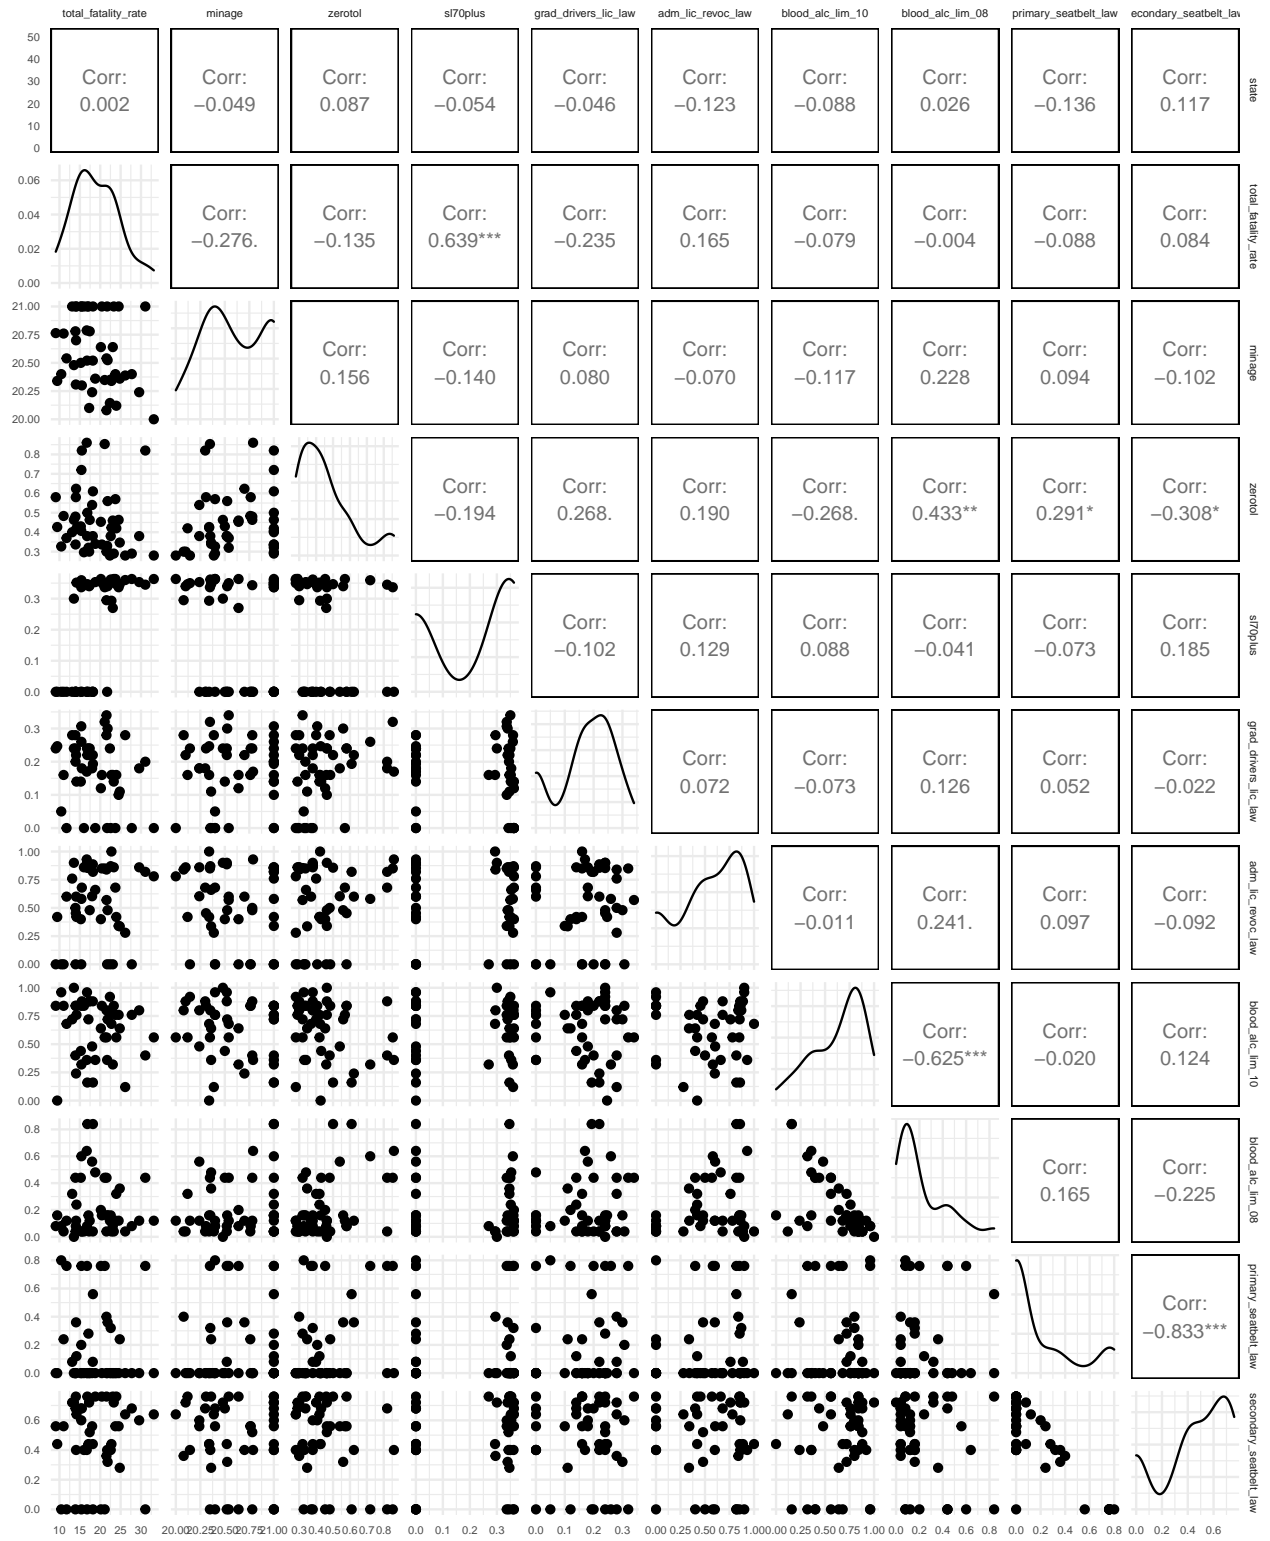 total_fatality_rate minage zerotol sl70plus grad_drivers_lic_law adm_lic_revoc_law blood_alc_lim_10 blood_alc_lim_08 primary_seatbelt_law econdary_seatbelt_law
50
40
30
20
10
0
Corr: Corr: Corr: Corr: Corr: Corr: Corr: Corr: Corr: Corr:
0.002 −0.049 0.087 −0.054 −0.046 −0.123 −0.088 0.026 −0.136 0.117
state
0.06
0.04
0.02
0.00
Corr: Corr: Corr: Corr: Corr: Corr: Corr: Corr: Corr:
−0.276. −0.135 0.639*** −0.235 0.165 −0.079 −0.004 −0.088 0.084
total_fatality_rate
21.00
20.75
20.50
20.25
20.00
Corr: Corr: Corr: Corr: Corr: Corr: Corr: Corr:
0.156 −0.140 0.080 −0.070 −0.117 0.228 0.094 −0.102
minage
0.8
0.7
0.6
0.5
0.4
0.3
Corr: Corr: Corr: Corr: Corr: Corr: Corr:
−0.194 0.268. 0.190 −0.268. 0.433** 0.291* −0.308*
zerotol
0.3
0.2
0.1
0.0
Corr: Corr: Corr: Corr: Corr: Corr:
−0.102 0.129 0.088 −0.041 −0.073 0.185
sl70plus
0.3
0.2
0.1
0.0
Corr: Corr: Corr: Corr: Corr:
0.072 −0.073 0.126 0.052 −0.022
grad_drivers_lic_law
1.00
0.75
0.50
0.25
0.00
Corr: Corr: Corr: Corr:
−0.011 0.241. 0.097 −0.092
adm_lic_revoc_law
1.00
0.75
0.50
0.25
0.00
Corr: Corr: Corr:
−0.625*** −0.020 0.124
blood_alc_lim_10
0.8
0.6
0.4
0.2
0.0
Corr: Corr:
0.165 −0.225
blood_alc_lim_08
0.8
0.6
0.4
0.2
0.0
Corr:
−0.833***
primary_seatbelt_law
0.6
0.4
0.2
0.0
secondary_seatbelt_law
10 15 20 25 30 20.00 20.25 20.50 20.75 21.00 0.3 0.4 0.5 0.6 0.7 0.8 0.0 0.1 0.2 0.3 0.0 0.1 0.2 0.3 0.00 0.25 0.50 0.75 1.00 0.00 0.25 0.50 0.75 1.00 0.0 0.2 0.4 0.6 0.8 0.0 0.2 0.4 0.6 0.8 0.0 0.2 0.4 0.6